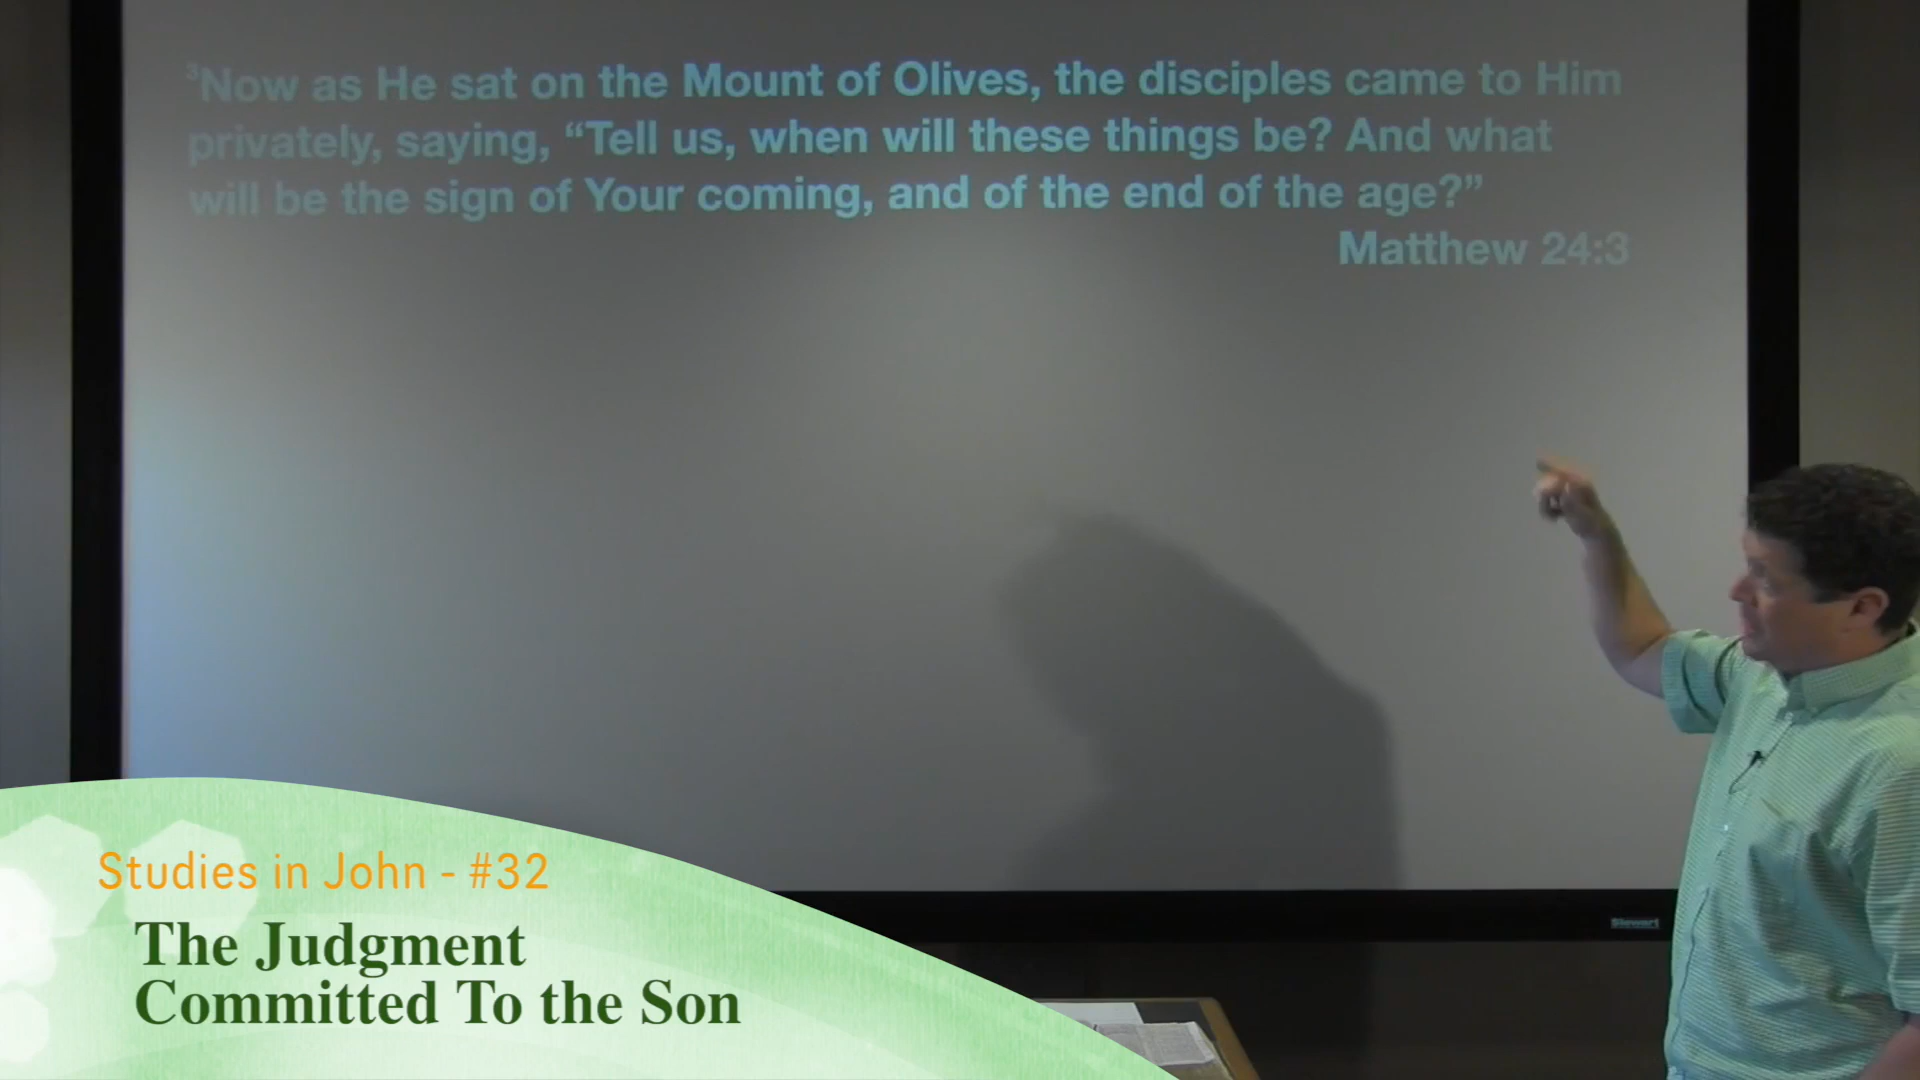 ³Now as He sat on the Mount of Olives, the disciples came to Him
privately, saying, “Tell us, when will these things be? And what
will be the sign of Your coming, and of the end of the age?”
Matthew 24:3
Stewart
Studies in John - #32
The Judgment
Committed To the Son